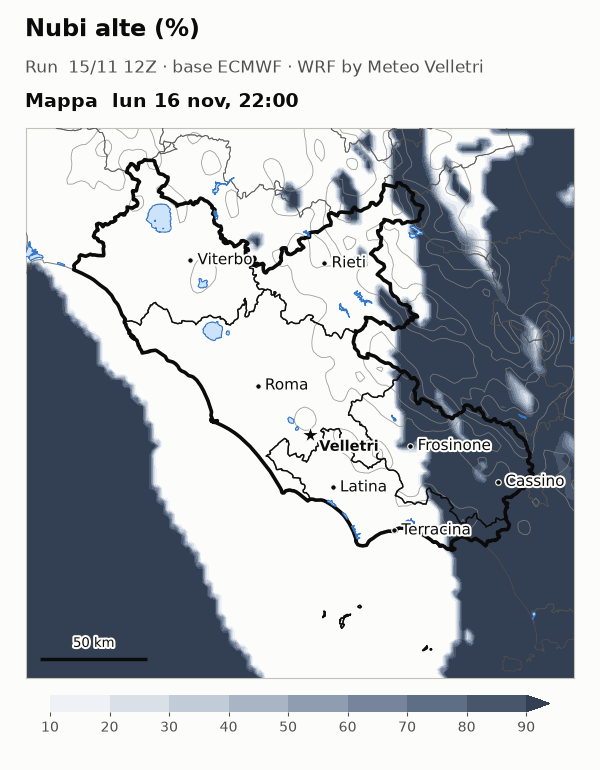 Nubi alte (%)
Run 15/11 12Z · base ECMWF · WRF by Meteo Velletri
Mappa lun 16 nov, 22:00
Viterbo
Rieti
Roma
Velletri
Frosinone
Latina
Cassino
Terracina
50 km
10 20 30 40 50 60 70 80 90